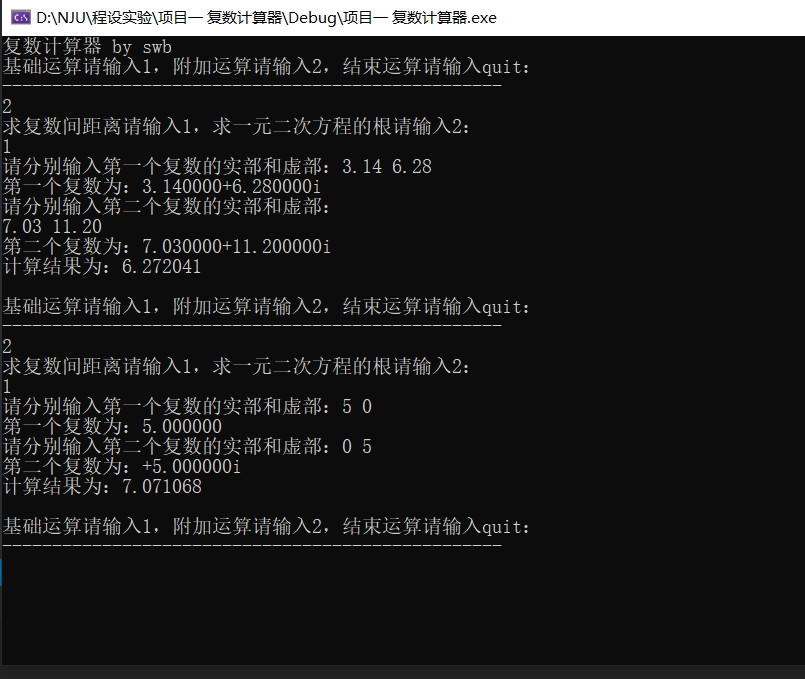 D:\NJU\程设实验\项目一 复数计算器\Debug\项目一 复数计算器.exe
复数计算器 by swb
基础运算请输入1，附加运算请输入2，结束运算请输入quit：
--------------------------------------------------
2
求复数间距离请输入1，求一元二次方程的根请输入2：
1
请分别输入第一个复数的实部和虚部：3.14 6.28
第一个复数为：3.140000+6.280000i
请分别输入第二个复数的实部和虚部：
7.03 11.20
第二个复数为：7.030000+11.200000i
计算结果为：6.272041
基础运算请输入1，附加运算请输入2，结束运算请输入quit：
--------------------------------------------------
2
求复数间距离请输入1，求一元二次方程的根请输入2：
1
请分别输入第一个复数的实部和虚部：5 0
第一个复数为：5.000000
请分别输入第二个复数的实部和虚部：0 5
第二个复数为：+5.000000i
计算结果为：7.071068
基础运算请输入1，附加运算请输入2，结束运算请输入quit：
--------------------------------------------------